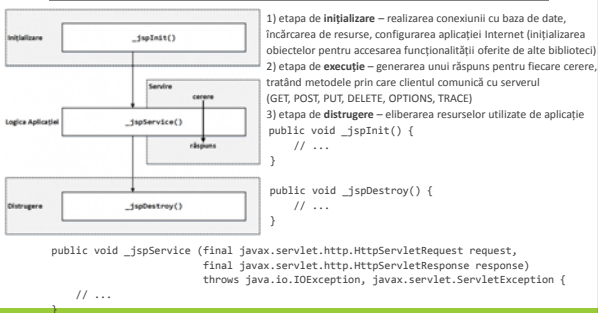 Inițializare
_jspInit()
Servire
cerere
Logica Aplicației
_jspService()
răspuns
Distrugere
_jspDestroy()
1) etapa de inițializare – realizarea conexiunii cu baza de date,
încărcarea de resurse, configurarea aplicației Internet (inițializarea
obiectelor pentru accesarea funcționalității oferite de alte biblioteci)
2) etapa de execuție – generarea unui răspuns pentru fiecare cerere,
tratând metodele prin care clientul comunică cu serverul
(GET, POST, PUT, DELETE, OPTIONS, TRACE)
3) etapa de distrugere – eliberarea resurselor utilizate de aplicație
public void _jspInit() {
// ...
}
public void _jspDestroy() {
// ...
}
public void _jspService (final javax.servlet.http.HttpServletRequest request,
final javax.servlet.http.HttpServletResponse response)
throws java.io.IOException, javax.servlet.ServletException {
// ...
}